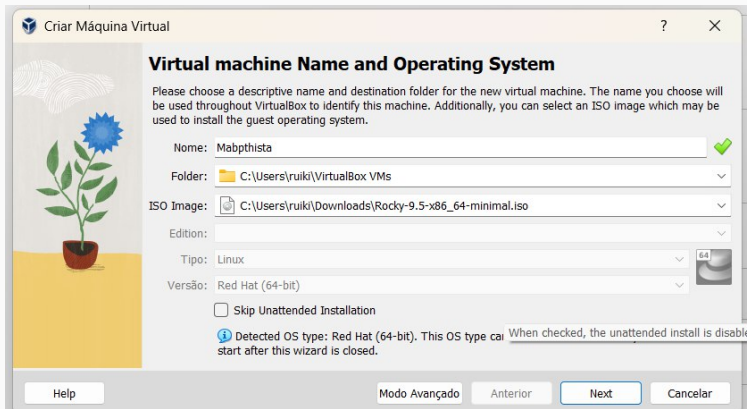 Criar Máquina Virtual ? X
Virtual machine Name and Operating System
Please choose a descriptive name and destination folder for the new virtual machine. The name you choose will
be used throughout VirtualBox to identify this machine. Additionally, you can select an ISO image which may be
used to install the guest operating system.
Nome: Mabpthista
Folder: C:\Users\ruiki\VirtualBox VMs
ISO Image: C:\Users\ruiki\Downloads\Rocky-9.5-x86_64-minimal.iso
Edition:
Tipo: Linux 64
Versão: Red Hat (64-bit)
Skip Unattended Installation
Detected OS type: Red Hat (64-bit). This OS type When checked, the unattended install is
start after this wizard is closed.
Help Modo Avançado Anterior Next Cancelar